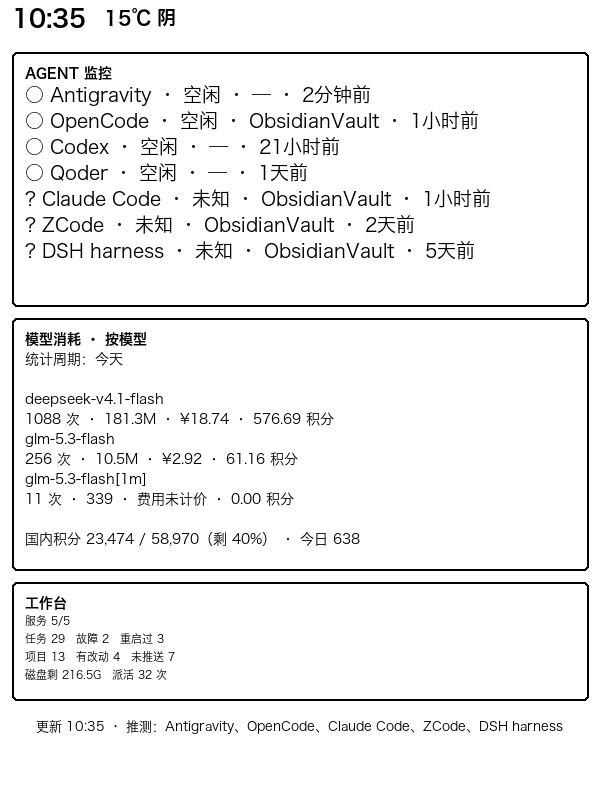 10:35 15℃ 阴
AGENT 监控
○ Antigravity · 空闲 · — · 2分钟前
○ OpenCode · 空闲 · ObsidianVault · 1小时前
○ Codex · 空闲 · — · 21小时前
○ Qoder · 空闲 · — · 1天前
? Claude Code · 未知 · ObsidianVault · 1小时前
? ZCode · 未知 · ObsidianVault · 2天前
? DSH harness · 未知 · ObsidianVault · 5天前
模型消耗 · 按模型
统计周期: 今天
deepseek-v4.1-flash
1088 次 · 181.3M · ¥18.74 · 576.69 积分
glm-5.3-flash
256 次 · 10.5M · ¥2.92 · 61.16 积分
glm-5.3-flash[1m]
11 次 · 339 · 费用未计价 · 0.00 积分
国内积分 23,474 / 58,970（剩 40%） · 今日 638
工作台
服务 5/5
任务 29 故障 2 重启过 3
项目 13 有改动 4 未推送 7
磁盘剩 216.5G 派活 32 次
更新 10:35 · 推测: Antigravity、OpenCode、Claude Code、ZCode、DSH harness